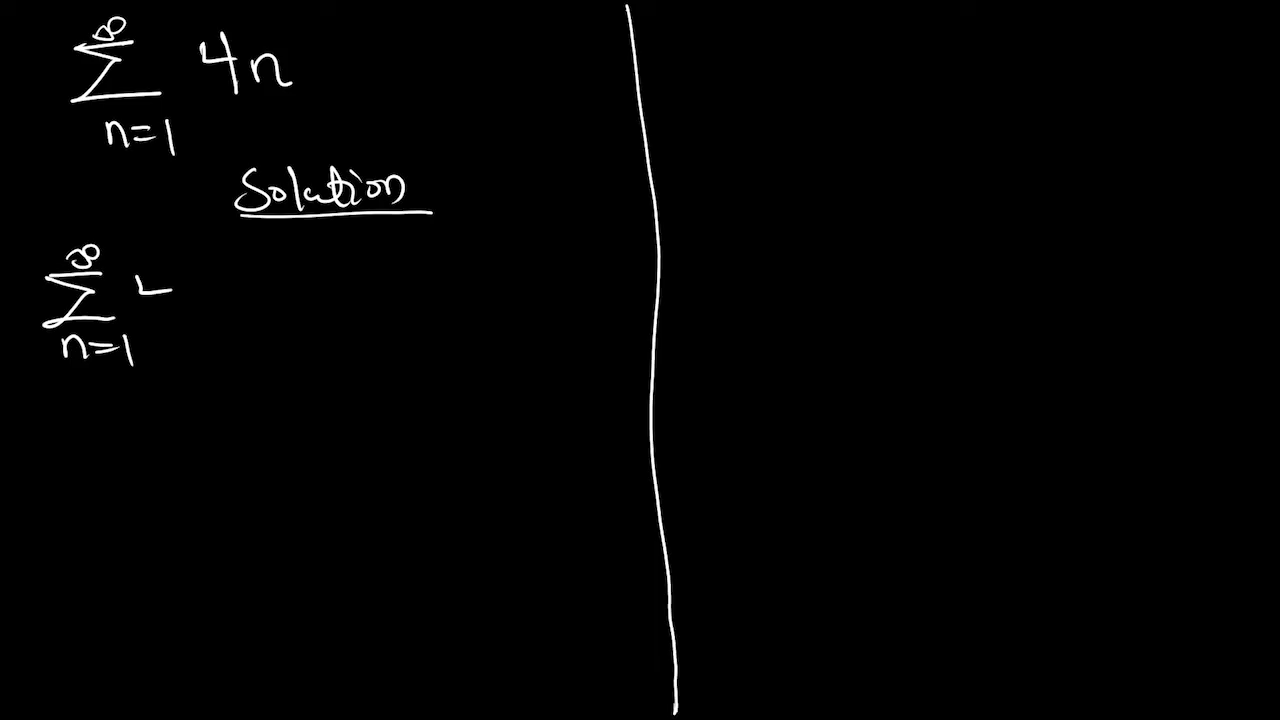 ∞
∑ 4n
n=1
Solution
∞
∑
n=1